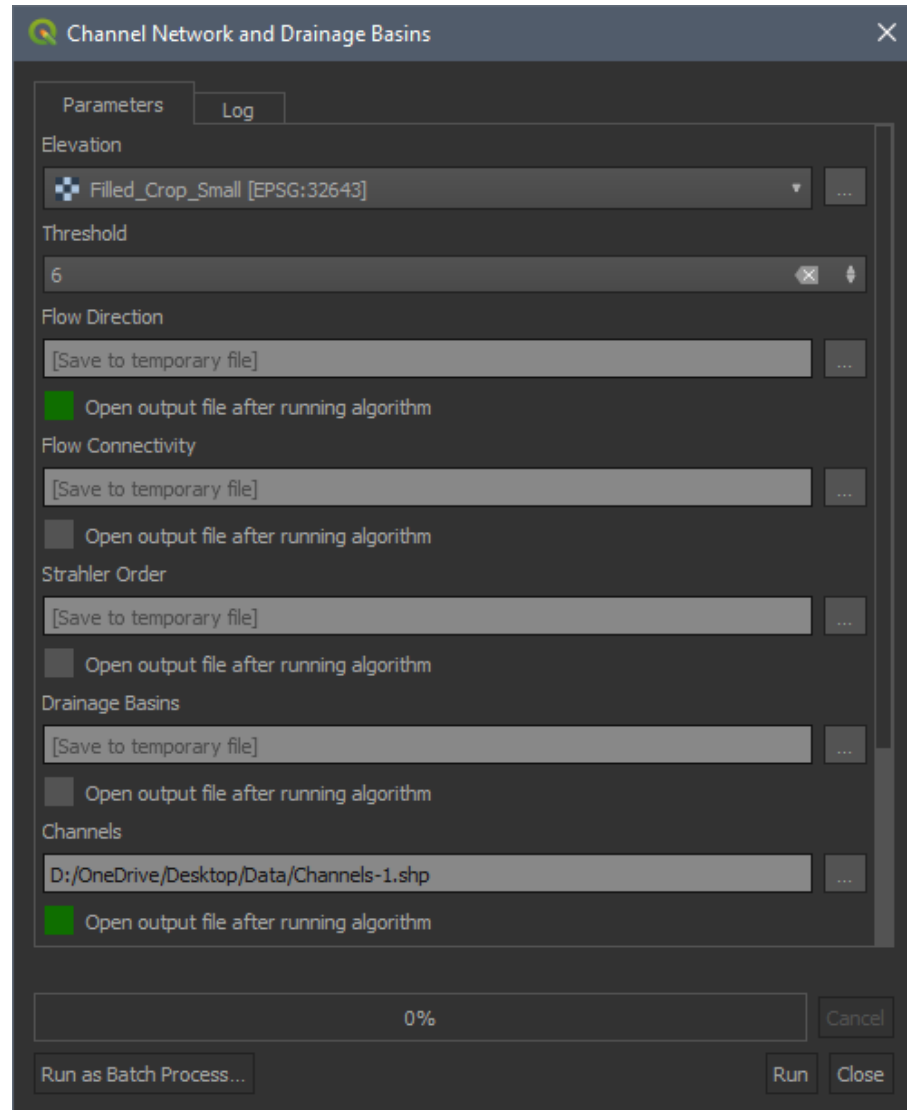 Channel Network and Drainage Basins
Parameters
Log
Elevation
Filled_Crop_Small [EPSG:32643]
...
Threshold
6
Flow Direction
[Save to temporary file]
...
Open output file after running algorithm
Flow Connectivity
[Save to temporary file]
...
Open output file after running algorithm
Strahler Order
[Save to temporary file]
...
Open output file after running algorithm
Drainage Basins
[Save to temporary file]
...
Open output file after running algorithm
Channels
D:/OneDrive/Desktop/Data/Channels-1.shp
...
Open output file after running algorithm
0%
Cancel
Run as Batch Process...
Run
Close